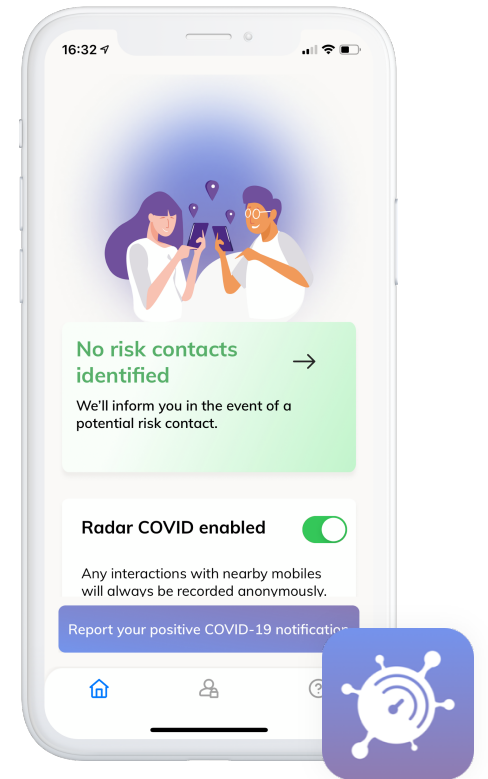 16:32
No risk contacts
identified
We'll inform you in the event of a
potential risk contact.
Radar COVID enabled
Any interactions with nearby mobiles
will always be recorded anonymously.
Report your positive COVID-19 notification